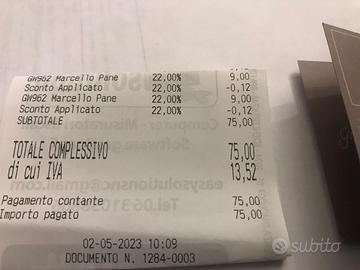 GW962 Marcello Pane 22,00% 9,00
Sconto Applicato 22,00% -0,12
GW962 Marcello Pane 22,00% 9,00
Sconto Applicato 22,00% -0,12
SUBTOTALE 75,00
TOTALE COMPLESSIVO 75,00
di cui IVA 13,52
Pagamento contante 75,00
Importo pagato 75,00
02-05-2023 10:09
DOCUMENTO N. 1284-0003
subito